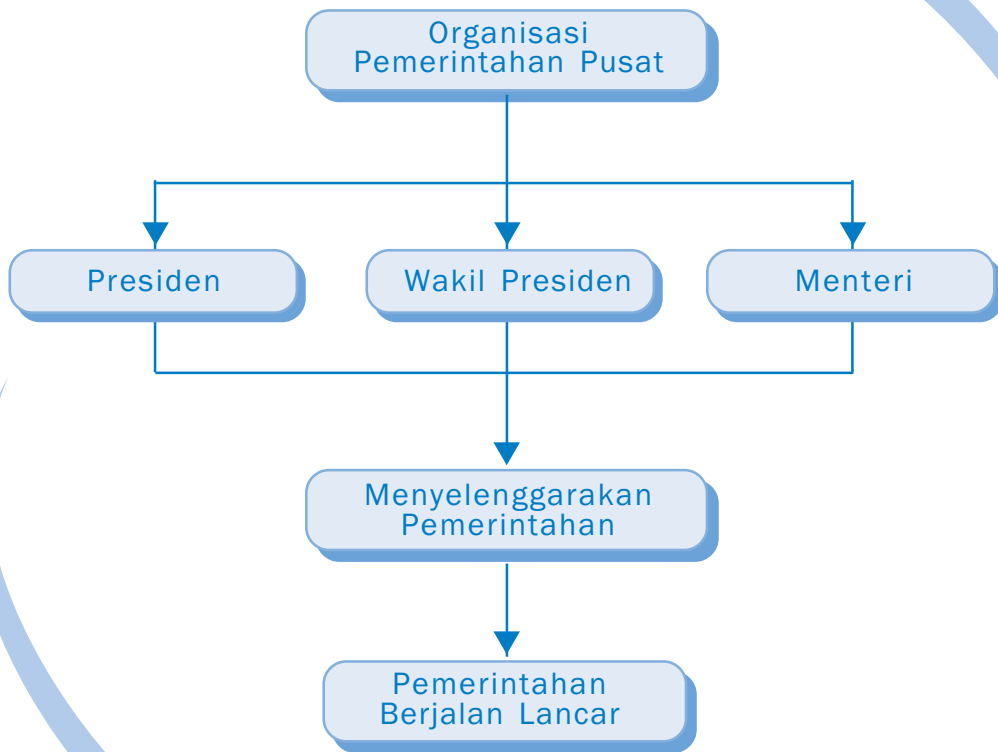 Organisasi
Pemerintahan Pusat
Presiden
Wakil Presiden
Menteri
Menyelenggarakan
Pemerintahan
Pemerintahan
Berjalan Lancar